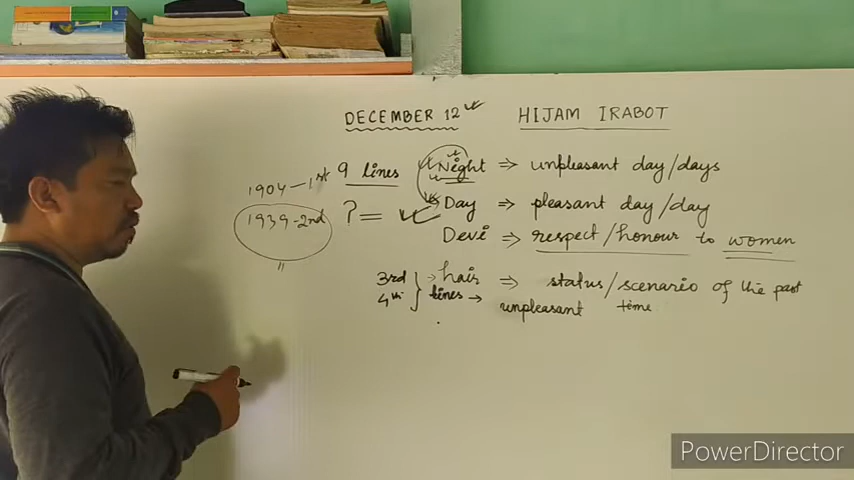 DECEMBER 12 HIJAM IRABOT
1904 - 1st 9 lines Night ⇒ unpleasant day/days
1939 - 2nd ? = Day ⇒ pleasant day/day
Devi ⇒ respect/honour to women
3rd hair ⇒ status/scenario of the past
4th lines → unpleasant time
PowerDirector